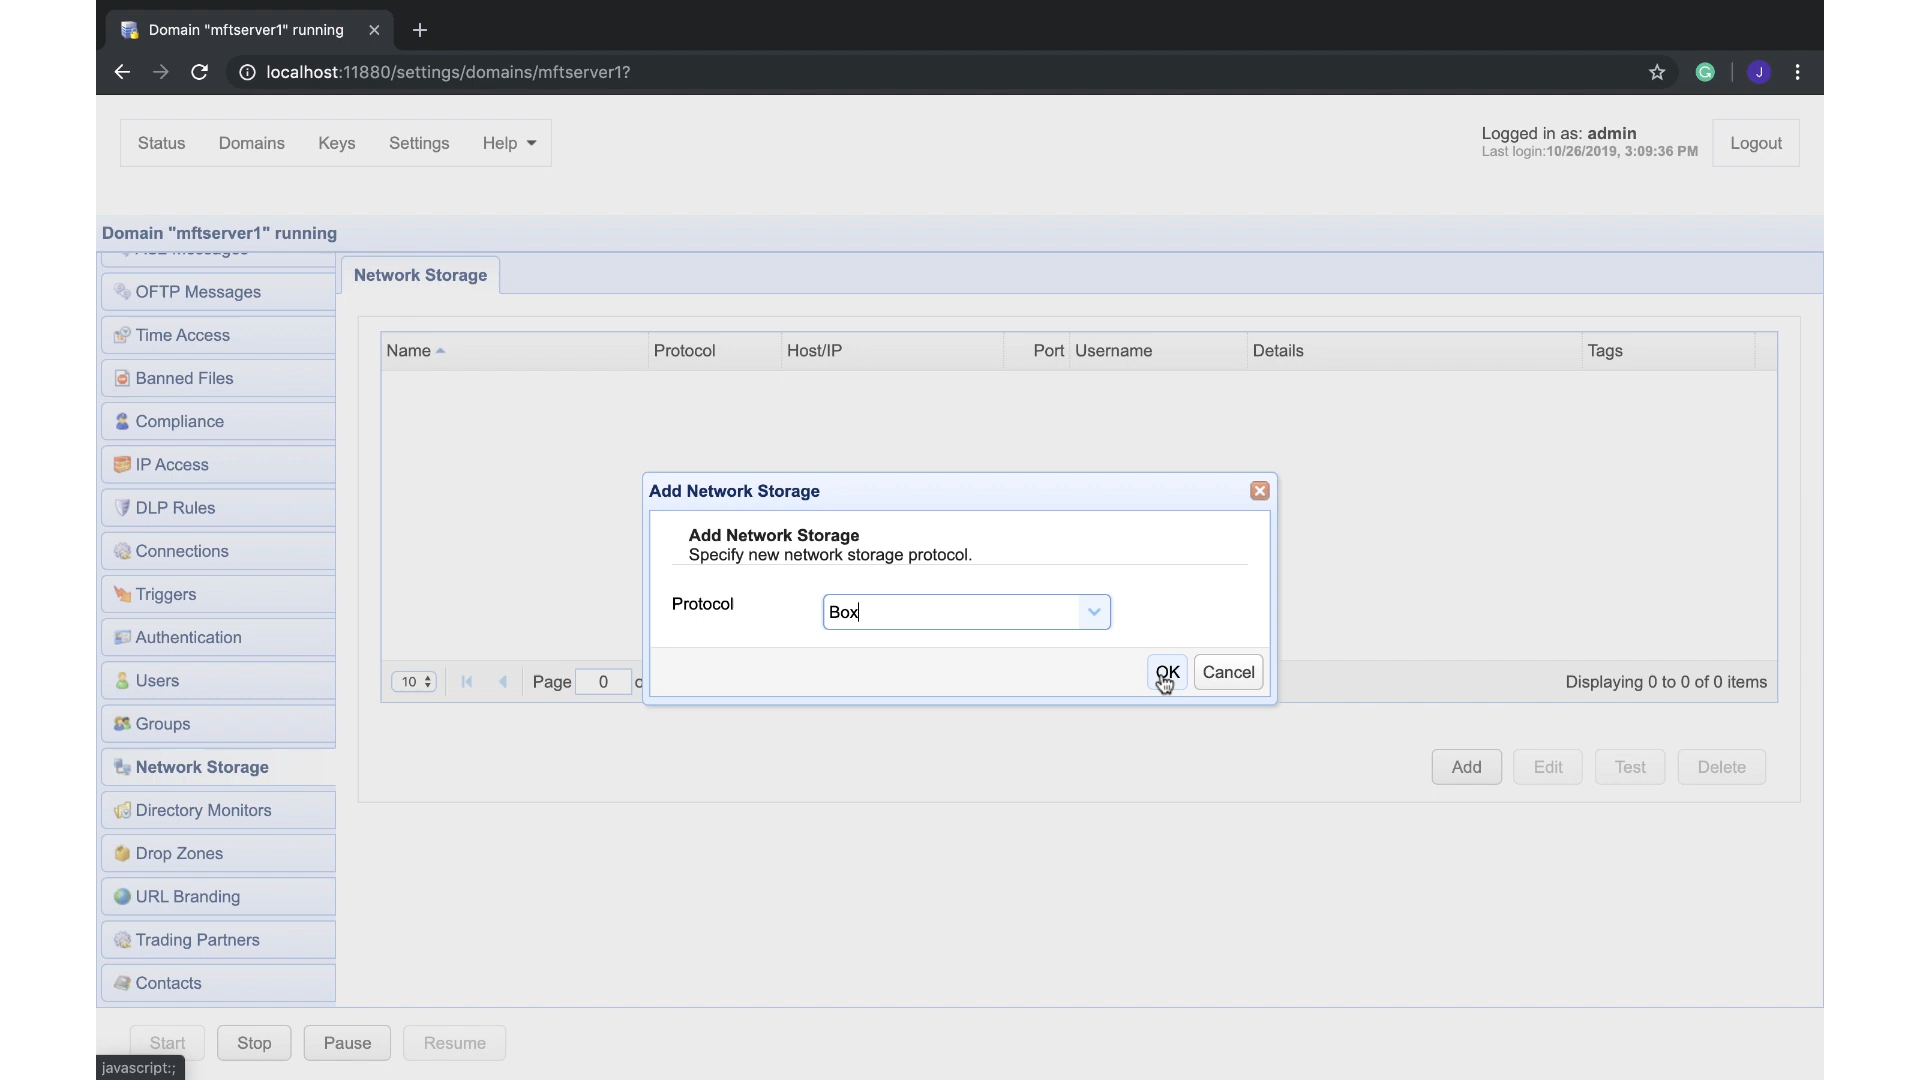 Domain "mftserver1" running
localhost:11880/settings/domains/mftserver1?
J
Status Domains Keys Settings Help
Logged in as: admin
Last login:10/26/2019, 3:09:36 PM
Logout
Domain "mftserver1" running
OFTP Messages
Time Access
Banned Files
Compliance
IP Access
DLP Rules
Connections
Triggers
Authentication
Users
Groups
Network Storage
Directory Monitors
Drop Zones
URL Branding
Trading Partners
Contacts
Network Storage
Name Protocol Host/IP Port Username Details Tags
Add Network Storage
Add Network Storage
Specify new network storage protocol.
Protocol Box
OK Cancel
10 Page 0 Displaying 0 to 0 of 0 items
Add Edit Test Delete
Start Stop Pause Resume
javascript:;